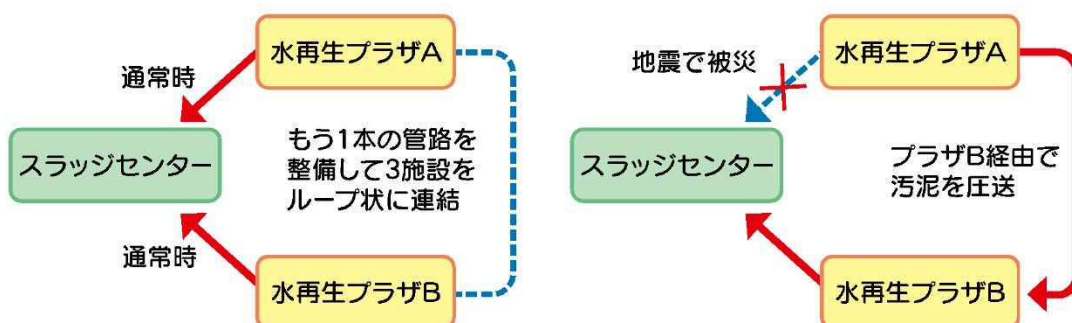 水再生プラザA
通常時
スラッジセンター
もう1本の管路を
整備して3施設を
ループ状に連結
通常時
水再生プラザB
水再生プラザA
地震で被災
スラッジセンター
プラザB経由で
汚泥を圧送
水再生プラザB